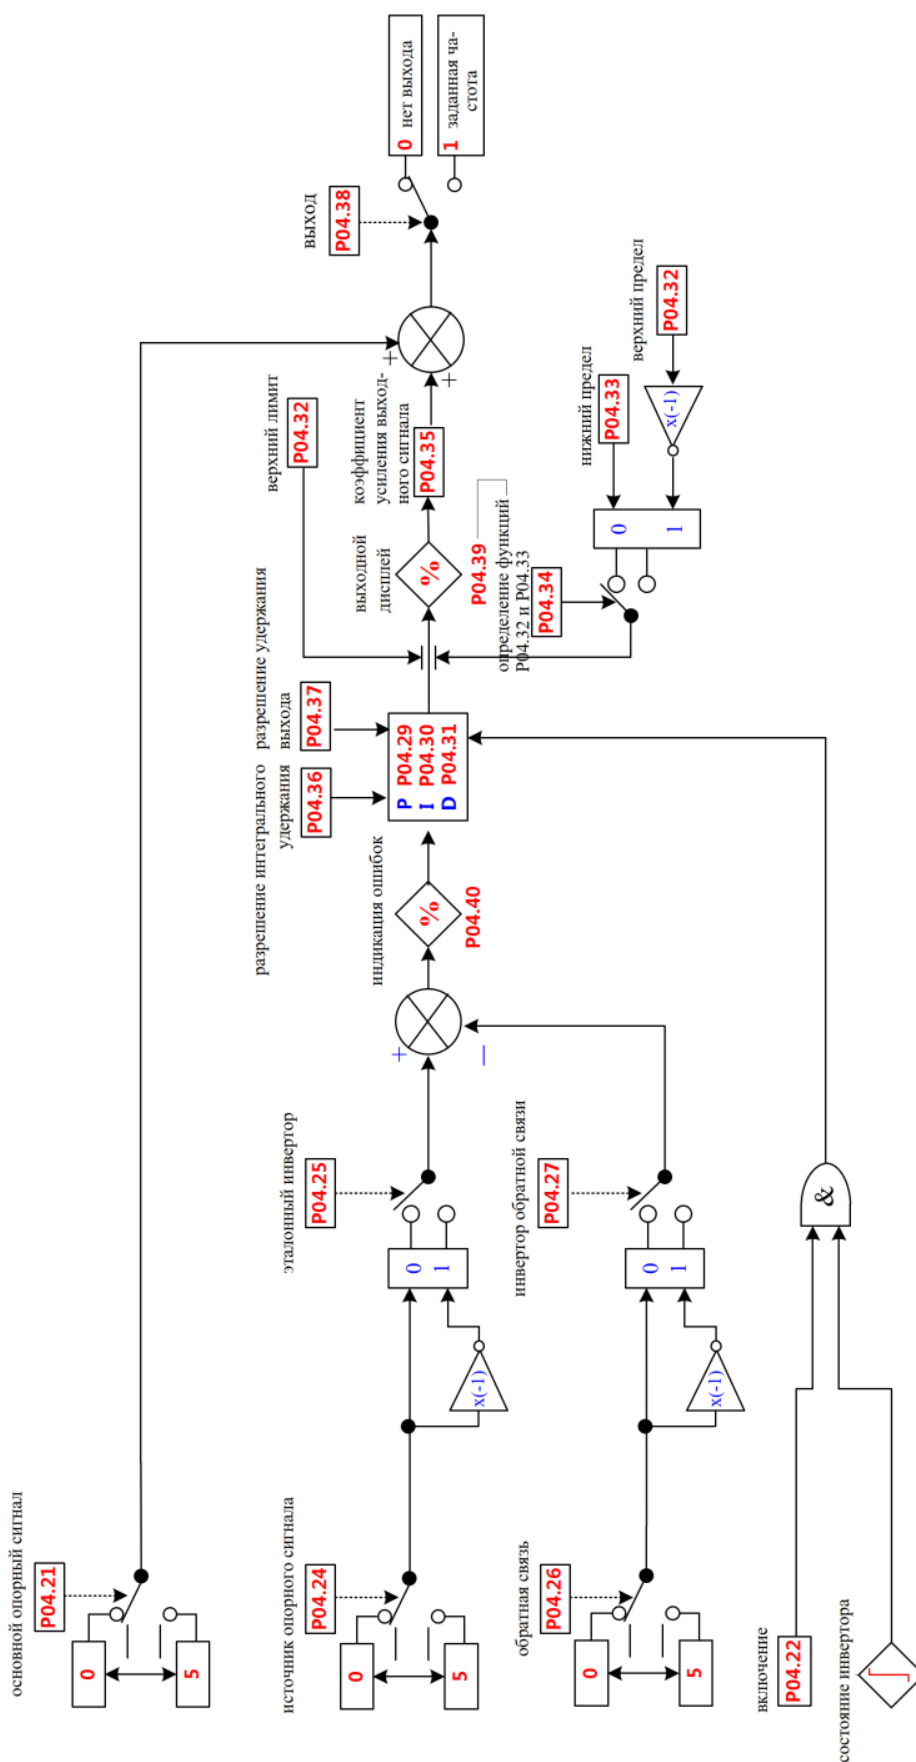 основной опорный сигнал
P04.21
0
5
источник опорного сигнала
P04.24
0
5
x(-1)
эталонный инвертор
P04.25
0
1
обратная связь
P04.26
0
5
x(-1)
инвертор обратной связи
P04.27
0
1
включение
P04.22
состояние инвертора
&
+
—
индикация ошибок
%
P04.40
разрешение интегрального
удержания
P04.36
разрешение удержания
выхода
P04.37
P P04.29
I P04.30
D P04.31
верхний лимит
P04.32
выходной
дисплей
%
P04.39
определение функций
P04.32 и P04.33
P04.34
0
1
нижний предел
P04.33
верхний предел
P04.32
x(-1)
коэффициент
усиления выход-
ного сигнала
P04.35
+
+
выход
P04.38
0 нет выхода
1 заданная ча-
стота